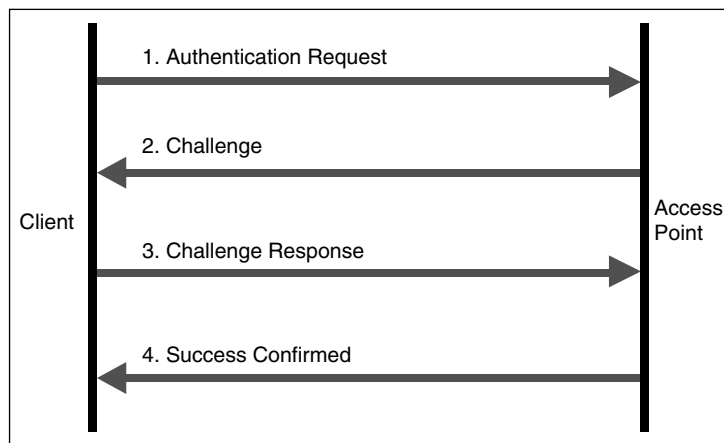 1. Authentication Request
2. Challenge
Client
Access
Point
3. Challenge Response
4. Success Confirmed